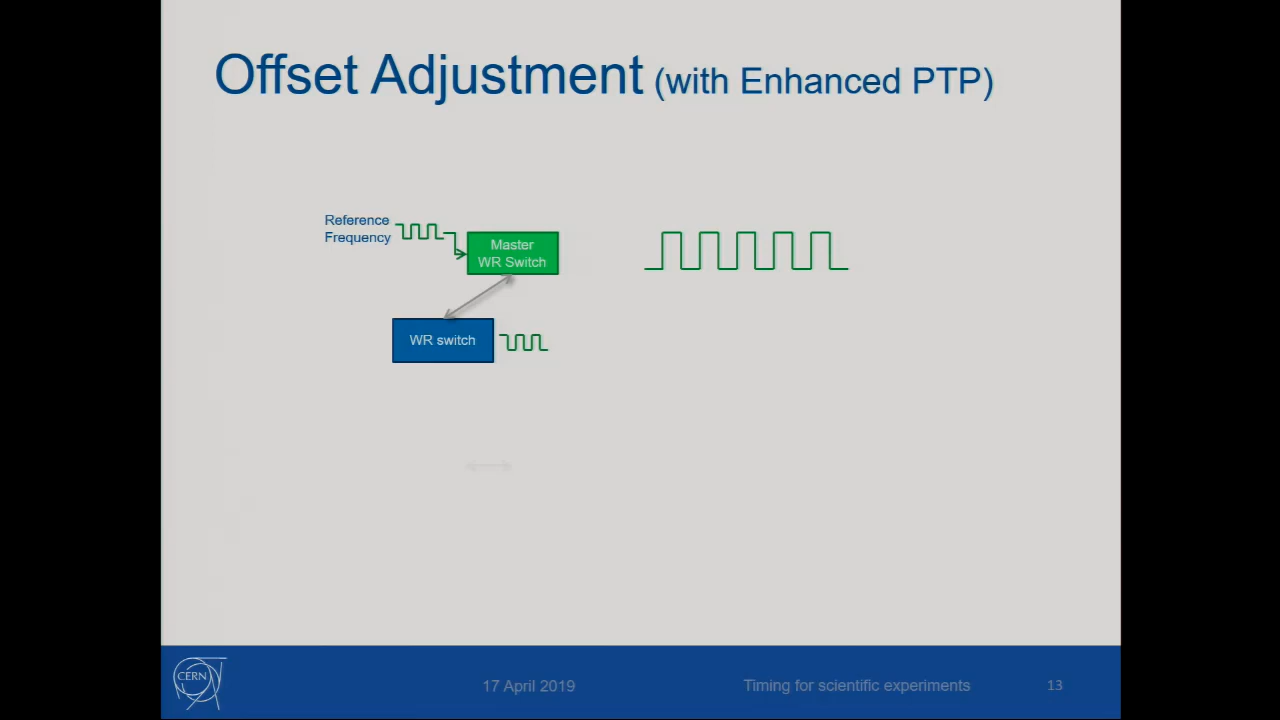 Offset Adjustment (with Enhanced PTP)
Reference
Frequency
Master
WR Switch
WR switch
CERN
17 April 2019
Timing for scientific experiments
13